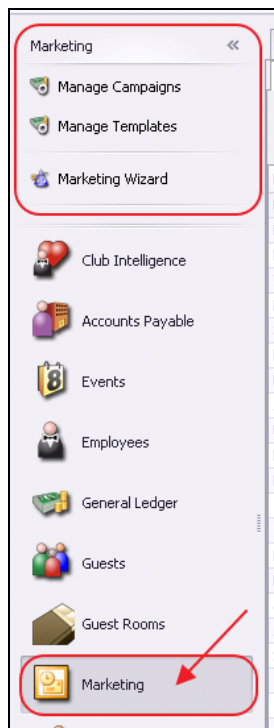 Marketing «
Manage Campaigns
Manage Templates
Marketing Wizard
Club Intelligence
Accounts Payable
8
Events
Employees
General Ledger
Guests
Guest Rooms
Marketing